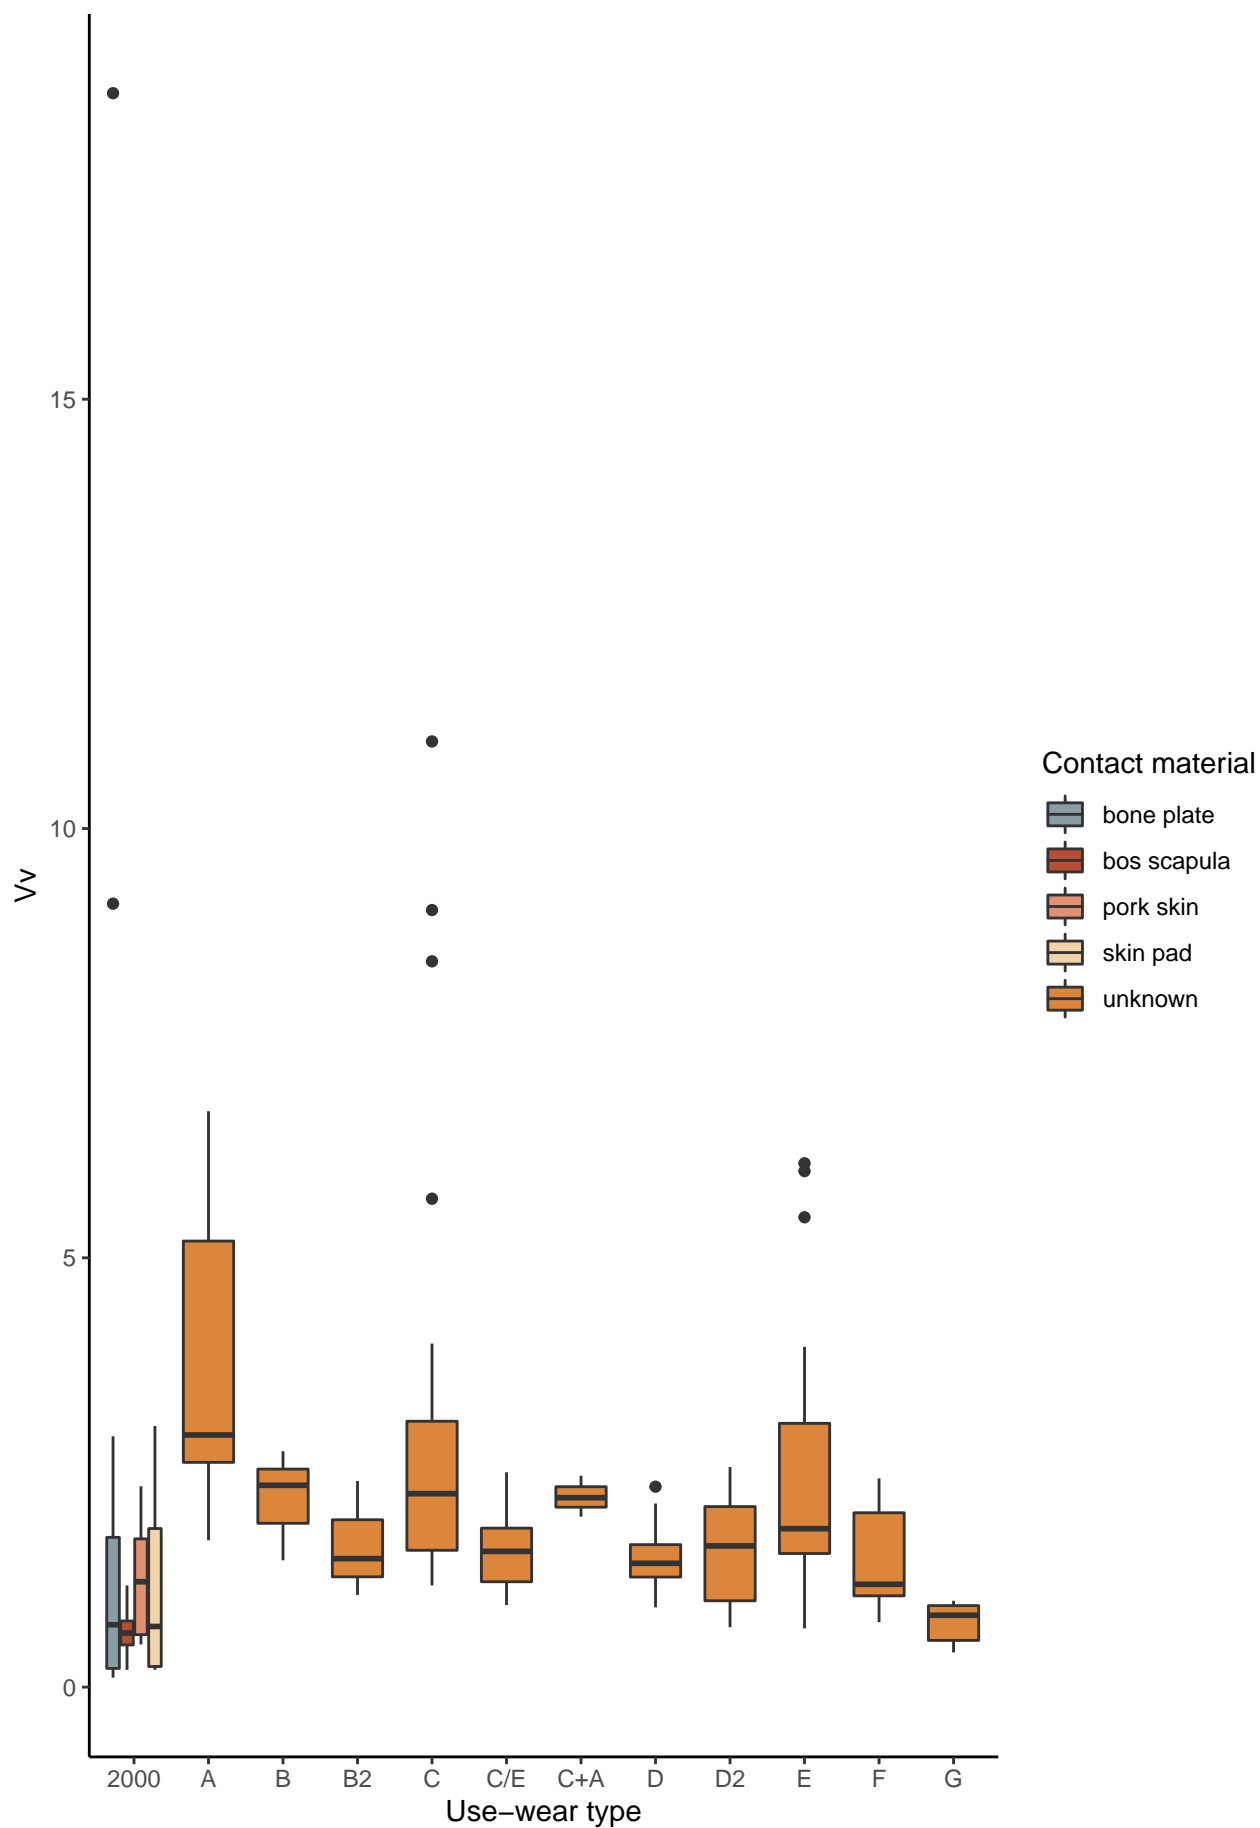 15
10
5
0
Vv
2000 A B B2 C C/E C+A D D2 E F G
Use−wear type
Contact material
bone plate
bos scapula
pork skin
skin pad
unknown